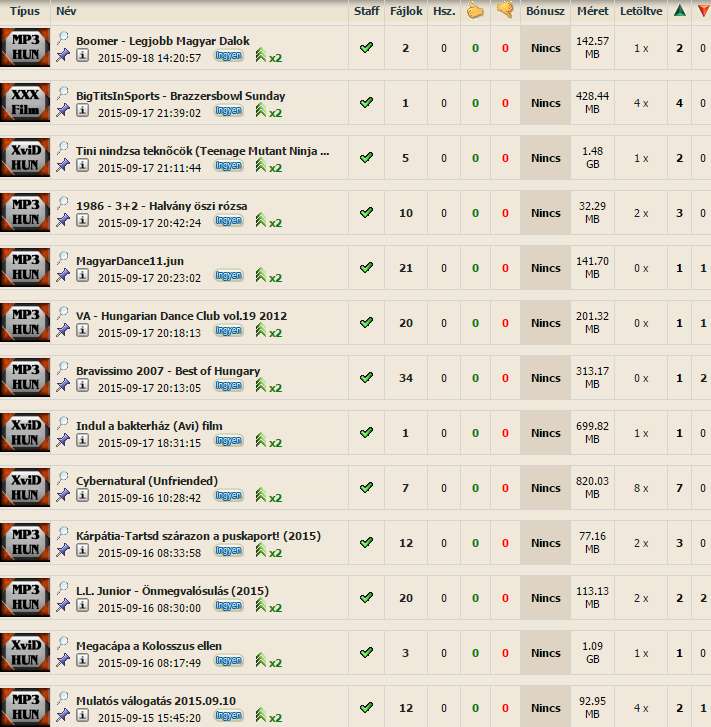 Típus Név Staff Fájlok Hsz. Bónusz Méret Letöltve
MP3 HUN Boomer - Legjobb Magyar Dalok 2015-09-18 14:20:57 Ingyen x2 2 0 0 0 Nincs 142.57 MB 1 x 2 0
XXX Film BigTitsInSports - Brazzersbowl Sunday 2015-09-17 21:39:02 Ingyen x2 1 0 0 0 Nincs 428.44 MB 4 x 4 0
XviD HUN Tini nindzsa teknőcök (Teenage Mutant Ninja ... 2015-09-17 21:11:44 Ingyen x2 5 0 0 0 Nincs 1.48 GB 1 x 2 0
MP3 HUN 1986 - 3+2 - Halvány öszi rózsa 2015-09-17 20:42:24 Ingyen x2 10 0 0 0 Nincs 32.29 MB 2 x 3 0
MP3 HUN MagyarDance11.jun 2015-09-17 20:23:02 Ingyen x2 21 0 0 0 Nincs 141.70 MB 0 x 1 1
MP3 HUN VA - Hungarian Dance Club vol.19 2012 2015-09-17 20:18:13 Ingyen x2 20 0 0 0 Nincs 201.32 MB 0 x 1 1
MP3 HUN Bravissimo 2007 - Best of Hungary 2015-09-17 20:13:05 Ingyen x2 34 0 0 0 Nincs 313.17 MB 0 x 1 2
XviD HUN Indul a bakterház (Avi) film 2015-09-17 18:31:15 Ingyen x2 1 0 0 0 Nincs 699.82 MB 1 x 1 0
XviD HUN Cybernatural (Unfriended) 2015-09-16 10:28:42 Ingyen x2 7 0 0 0 Nincs 820.03 MB 8 x 7 0
MP3 HUN Kárpátia-Tartsd szárazon a puskaport! (2015) 2015-09-16 08:33:58 Ingyen x2 12 0 0 0 Nincs 77.16 MB 2 x 3 0
MP3 HUN L.L. Junior - Önmegvalósulás (2015) 2015-09-16 08:30:00 Ingyen x2 20 0 0 0 Nincs 113.13 MB 2 x 2 2
XviD HUN Megacápa a Kolosszus ellen 2015-09-16 08:17:49 Ingyen x2 3 0 0 0 Nincs 1.09 GB 1 x 1 0
MP3 HUN Mulatós válogatás 2015.09.10 2015-09-15 15:45:20 Ingyen x2 12 0 0 0 Nincs 92.95 MB 4 x 2 1